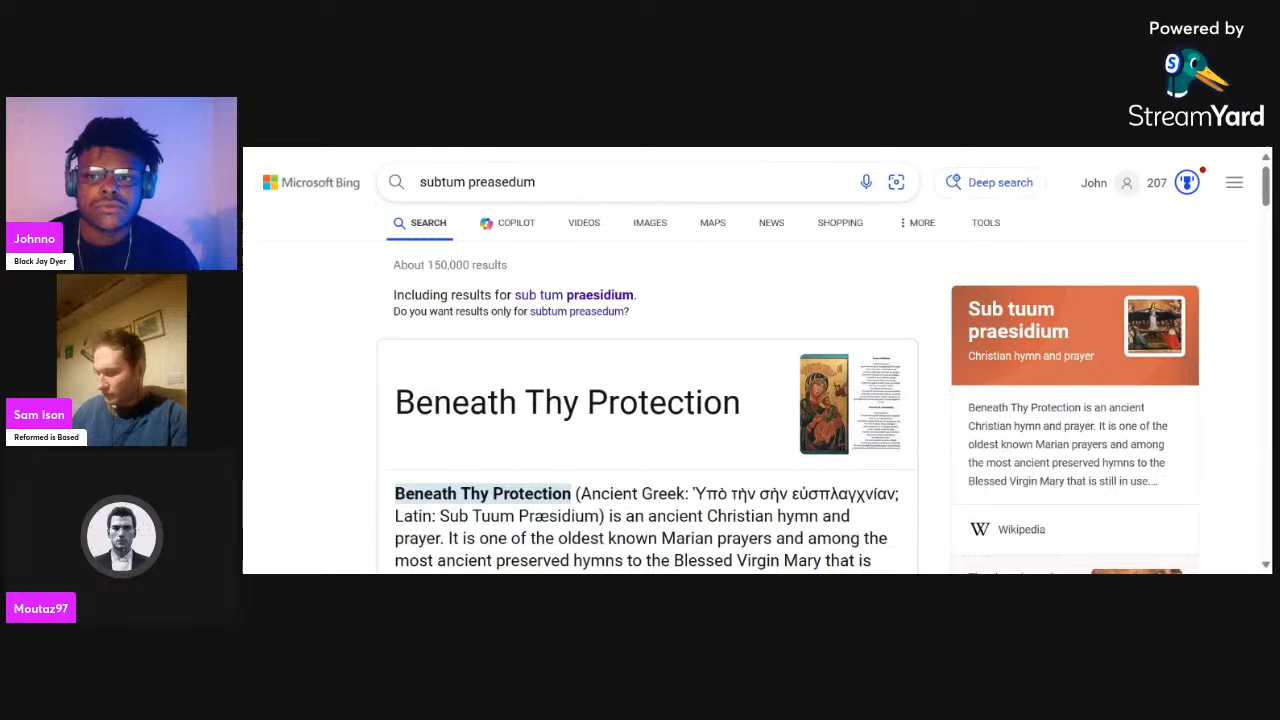 Powered by
StreamYard
Johnno
Black Jay Dyer
Sam Ison
Reformed is Based
Moutaz97
Microsoft Bing
subtum preasedum
Deep search
John
207
SEARCH
COPILOT
VIDEOS
IMAGES
MAPS
NEWS
SHOPPING
MORE
TOOLS
About 150,000 results
Including results for sub tum praesidium.
Do you want results only for subtum preasedum?
Beneath Thy Protection
Beneath Thy Protection (Ancient Greek: Ὑπὸ τὴν σὴν εὐσπλαγχνίαν;
Latin: Sub Tuum Præsidium) is an ancient Christian hymn and
prayer. It is one of the oldest known Marian prayers and among the
most ancient preserved hymns to the Blessed Virgin Mary that is
Sub tuum
praesidium
Christian hymn and prayer
Beneath Thy Protection is an ancient
Christian hymn and prayer. It is one of the
oldest known Marian prayers and among
the most ancient preserved hymns to the
Blessed Virgin Mary that is still in use....
Wikipedia